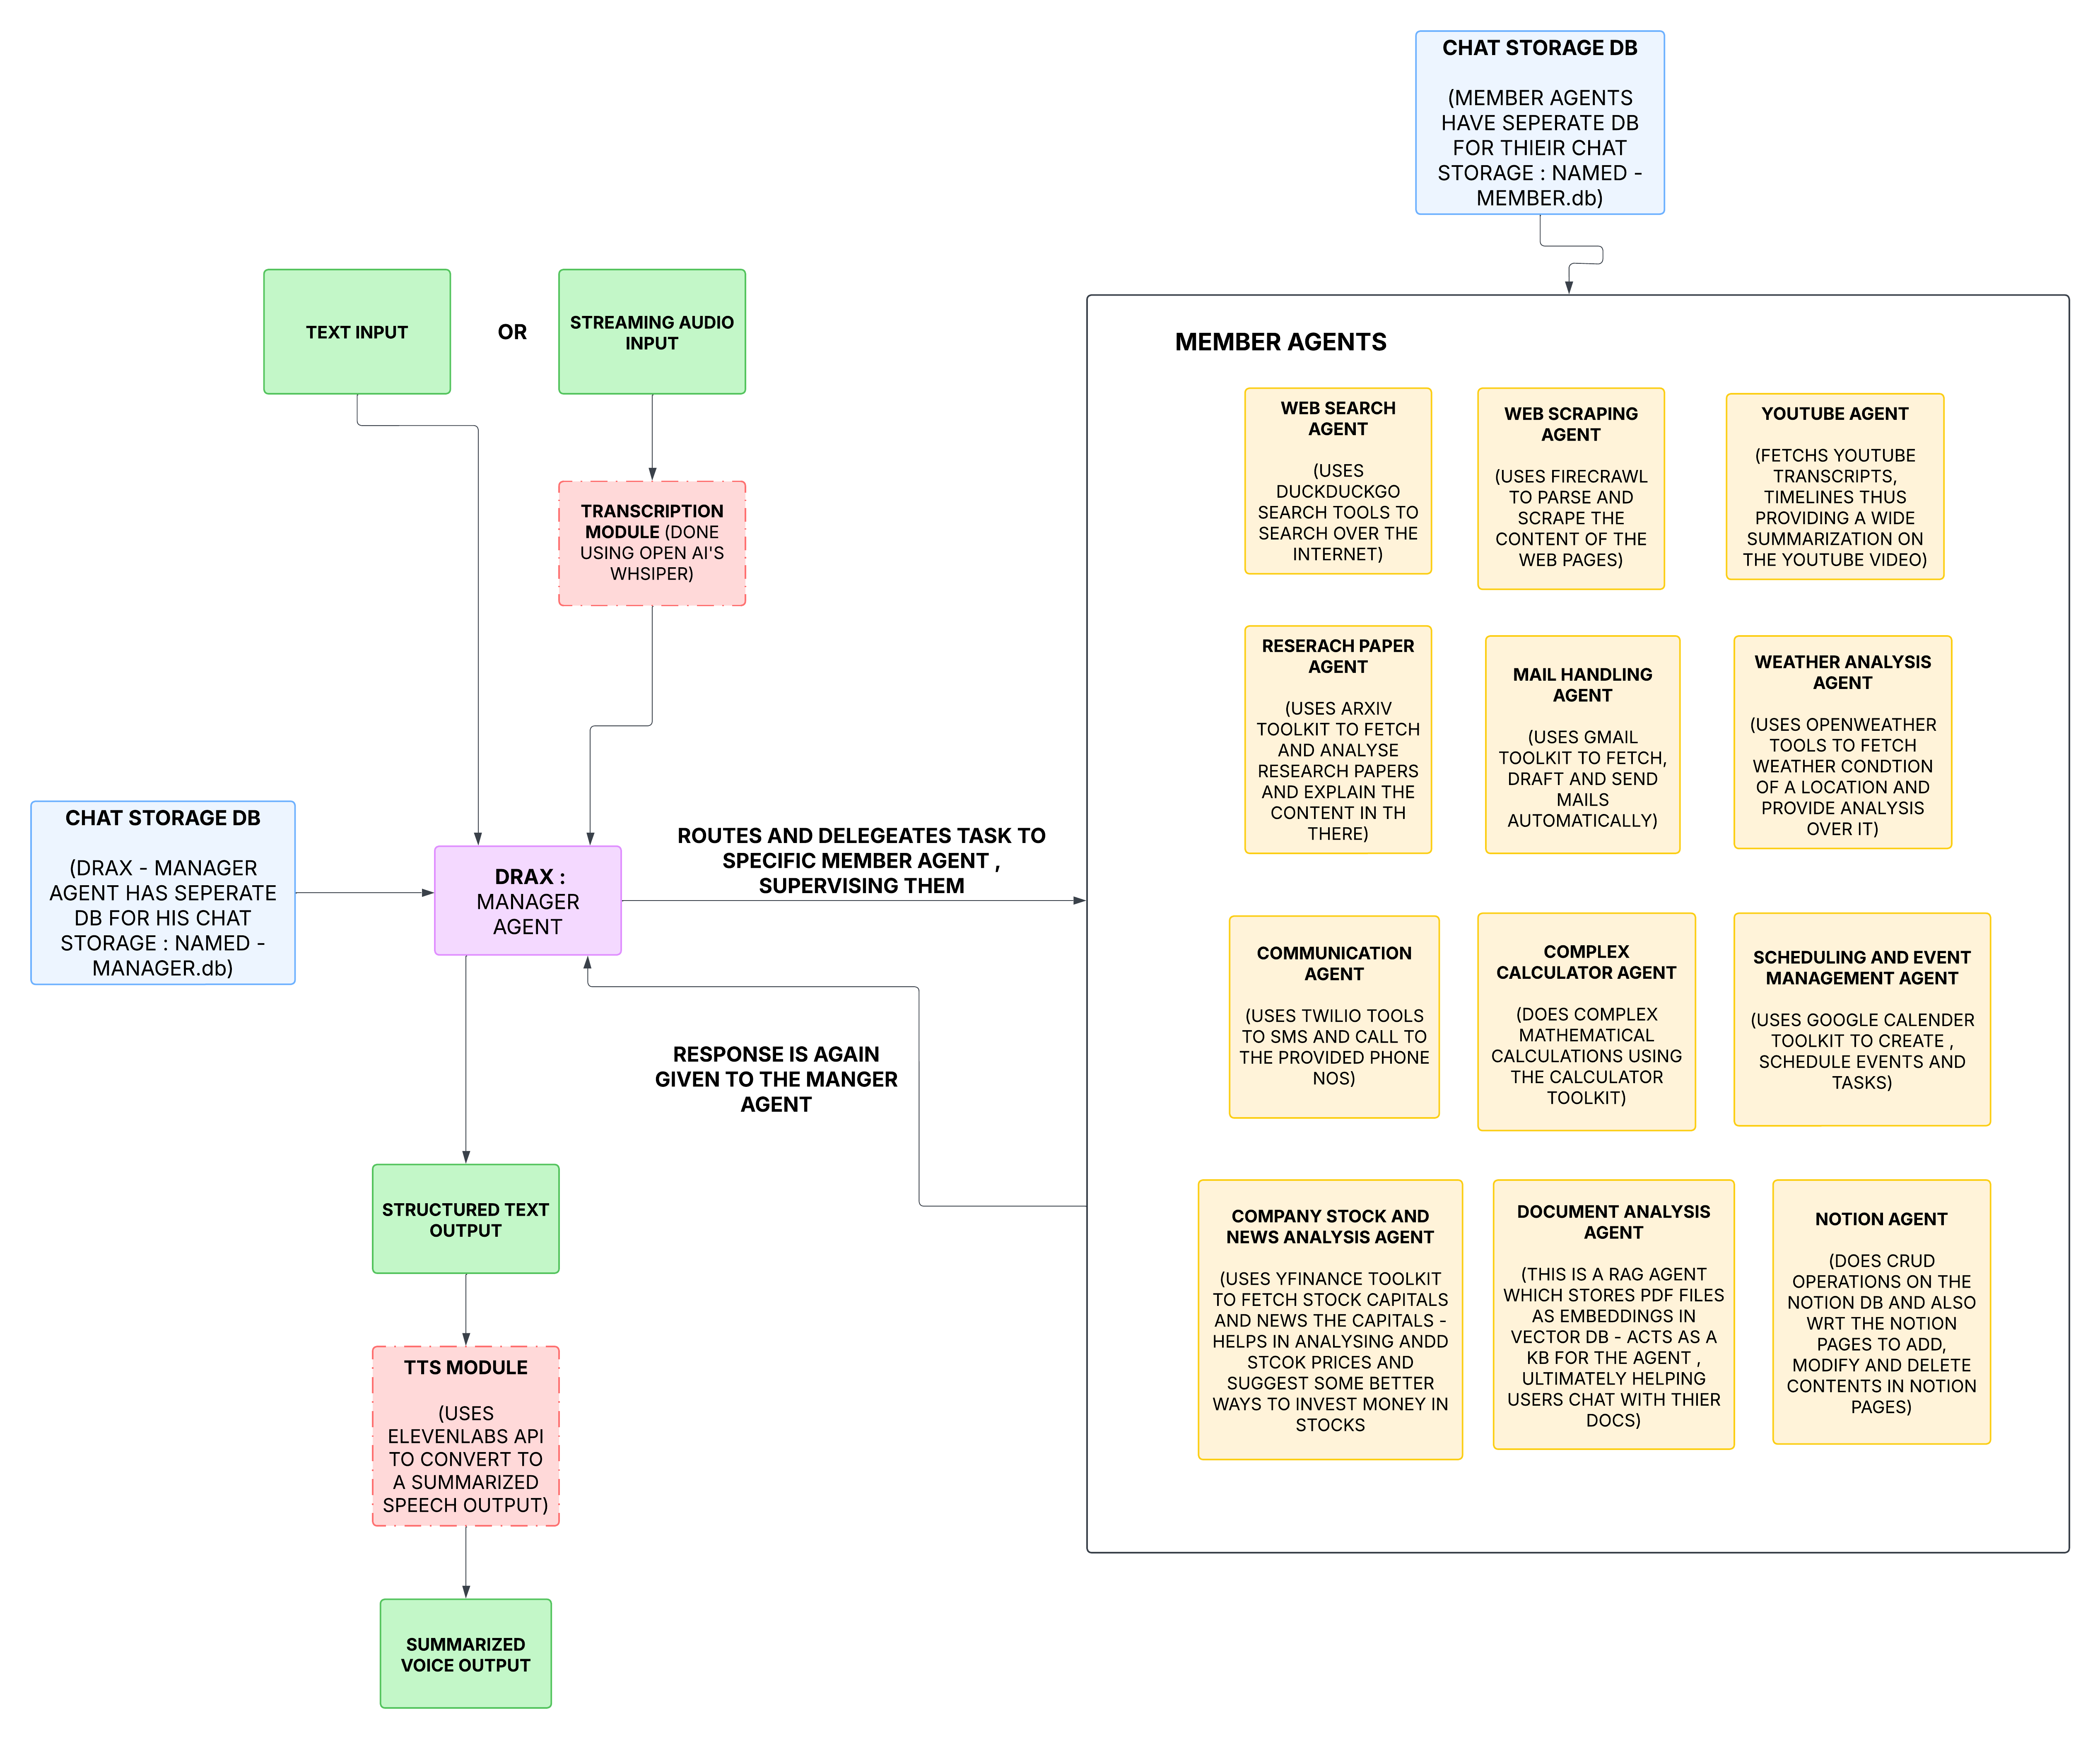 CHAT STORAGE DB
(MEMBER AGENTS
HAVE SEPERATE DB
FOR THIEIR CHAT
STORAGE : NAMED -
MEMBER.db)
TEXT INPUT
OR
STREAMING AUDIO
INPUT
TRANSCRIPTION
MODULE (DONE
USING OPEN AI'S
WHSIPER)
CHAT STORAGE DB
(DRAX - MANAGER
AGENT HAS SEPERATE
DB FOR HIS CHAT
STORAGE : NAMED -
MANAGER.db)
DRAX :
MANAGER
AGENT
ROUTES AND DELEGEATES TASK TO
SPECIFIC MEMBER AGENT ,
SUPERVISING THEM
RESPONSE IS AGAIN
GIVEN TO THE MANGER
AGENT
STRUCTURED TEXT
OUTPUT
TTS MODULE
(USES
ELEVENLABS API
TO CONVERT TO
A SUMMARIZED
SPEECH OUTPUT)
SUMMARIZED
VOICE OUTPUT
MEMBER AGENTS
WEB SEARCH
AGENT
(USES
DUCKDUCKGO
SEARCH TOOLS TO
SEARCH OVER THE
INTERNET)
WEB SCRAPING
AGENT
(USES FIRECRAWL
TO PARSE AND
SCRAPE THE
CONTENT OF THE
WEB PAGES)
YOUTUBE AGENT
(FETCHS YOUTUBE
TRANSCRIPTS,
TIMELINES THUS
PROVIDING A WIDE
SUMMARIZATION ON
THE YOUTUBE VIDEO)
RESERACH PAPER
AGENT
(USES ARXIV
TOOLKIT TO FETCH
AND ANALYSE
RESEARCH PAPERS
AND EXPLAIN THE
CONTENT IN TH
THERE)
MAIL HANDLING
AGENT
(USES GMAIL
TOOLKIT TO FETCH,
DRAFT AND SEND
MAILS
AUTOMATICALLY)
WEATHER ANALYSIS
AGENT
(USES OPENWEATHER
TOOLS TO FETCH
WEATHER CONDTION
OF A LOCATION AND
PROVIDE ANALYSIS
OVER IT)
COMMUNICATION
AGENT
(USES TWILIO TOOLS
TO SMS AND CALL TO
THE PROVIDED PHONE
NOS)
COMPLEX
CALCULATOR AGENT
(DOES COMPLEX
MATHEMATICAL
CALCULATIONS USING
THE CALCULATOR
TOOLKIT)
SCHEDULING AND EVENT
MANAGEMENT AGENT
(USES GOOGLE CALENDER
TOOLKIT TO CREATE ,
SCHEDULE EVENTS AND
TASKS)
COMPANY STOCK AND
NEWS ANALYSIS AGENT
(USES YFINANCE TOOLKIT
TO FETCH STOCK CAPITALS
AND NEWS THE CAPITALS -
HELPS IN ANALYSING ANDD
STCOK PRICES AND
SUGGEST SOME BETTER
WAYS TO INVEST MONEY IN
STOCKS
DOCUMENT ANALYSIS
AGENT
(THIS IS A RAG AGENT
WHICH STORES PDF FILES
AS EMBEDDINGS IN
VECTOR DB - ACTS AS A
KB FOR THE AGENT ,
ULTIMATELY HELPING
USERS CHAT WITH THIER
DOCS)
NOTION AGENT
(DOES CRUD
OPERATIONS ON THE
NOTION DB AND ALSO
WRT THE NOTION
PAGES TO ADD,
MODIFY AND DELETE
CONTENTS IN NOTION
PAGES)